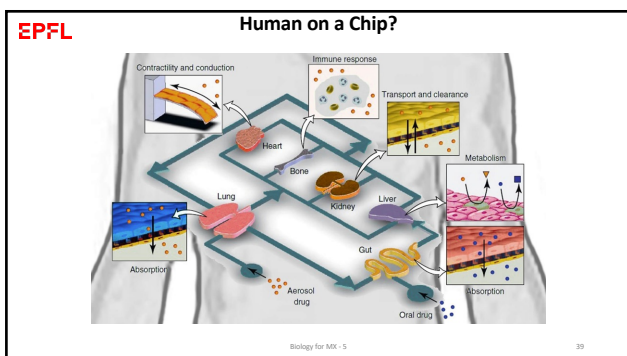 EPFL
Human on a Chip?
Immune response
Contractility and conduction
Transport and clearance
Heart
Bone
Metabolism
Lung
Kidney
Liver
Gut
Absorption
Aerosol
drug
Absorption
Oral drug
Biology for MX - 5
39